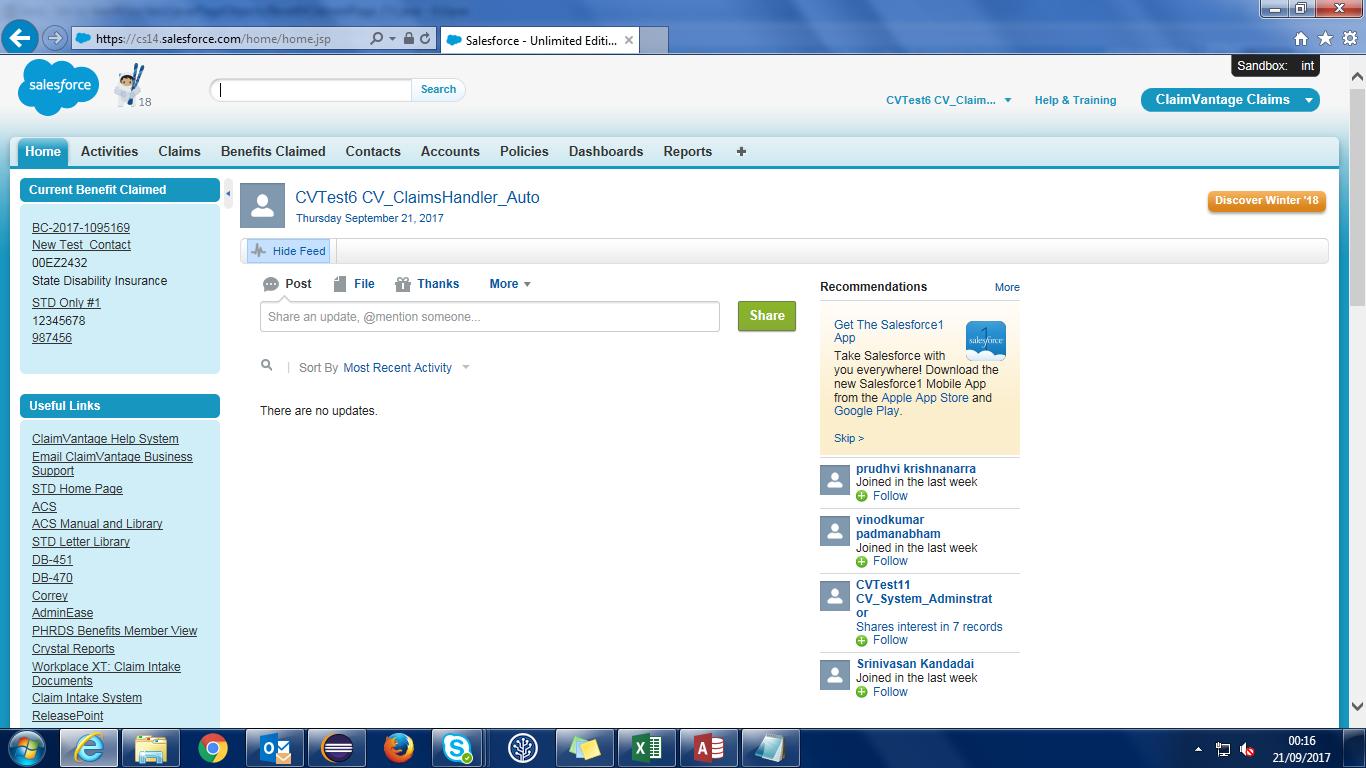 https://cs14.salesforce.com/home/home.jsp
Salesforce - Unlimited Editi...
salesforce
18
Search
Sandbox: int
CVTest6 CV_Claim...
Help & Training
ClaimVantage Claims
Home
Activities
Claims
Benefits Claimed
Contacts
Accounts
Policies
Dashboards
Reports
Current Benefit Claimed
BC-2017-1095169
New Test_Contact
00EZ2432
State Disability Insurance
STD Only #1
12345678
987456
Useful Links
ClaimVantage Help System
Email ClaimVantage Business
Support
STD Home Page
ACS
ACS Manual and Library
STD Letter Library
DB-451
DB-470
Correy
AdminEase
PHRDS Benefits Member View
Crystal Reports
Workplace XT: Claim Intake
Documents
Claim Intake System
ReleasePoint
CVTest6 CV_ClaimsHandler_Auto
Thursday September 21, 2017
Discover Winter '18
Hide Feed
Post
File
Thanks
More
Share an update, @mention someone...
Share
Sort By Most Recent Activity
There are no updates.
Recommendations
More
Get The Salesforce1
App
salesforce
1
Take Salesforce with
you everywhere! Download the
new Salesforce1 Mobile App
from the Apple App Store and
Google Play.
Skip >
prudhvi krishnanarra
Joined in the last week
Follow
vinodkumar
padmanabham
Joined in the last week
Follow
CVTest11
CV_System_Adminstrat
or
Shares interest in 7 records
Follow
Srinivasan Kandadai
Joined in the last week
Follow
00:16
21/09/2017